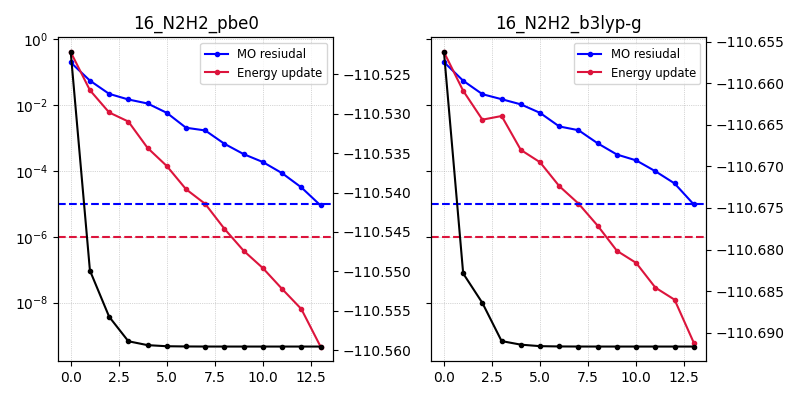 16_N2H2_pbe0
16_N2H2_b3lyp-g
MO resiudal
Energy update
MO resiudal
Energy update
10^0
10^−2
10^−4
10^−6
10^−8
−110.525
−110.530
−110.535
−110.540
−110.545
−110.550
−110.555
−110.560
−110.655
−110.660
−110.665
−110.670
−110.675
−110.680
−110.685
−110.690
0.0 2.5 5.0 7.5 10.0 12.5
0.0 2.5 5.0 7.5 10.0 12.5